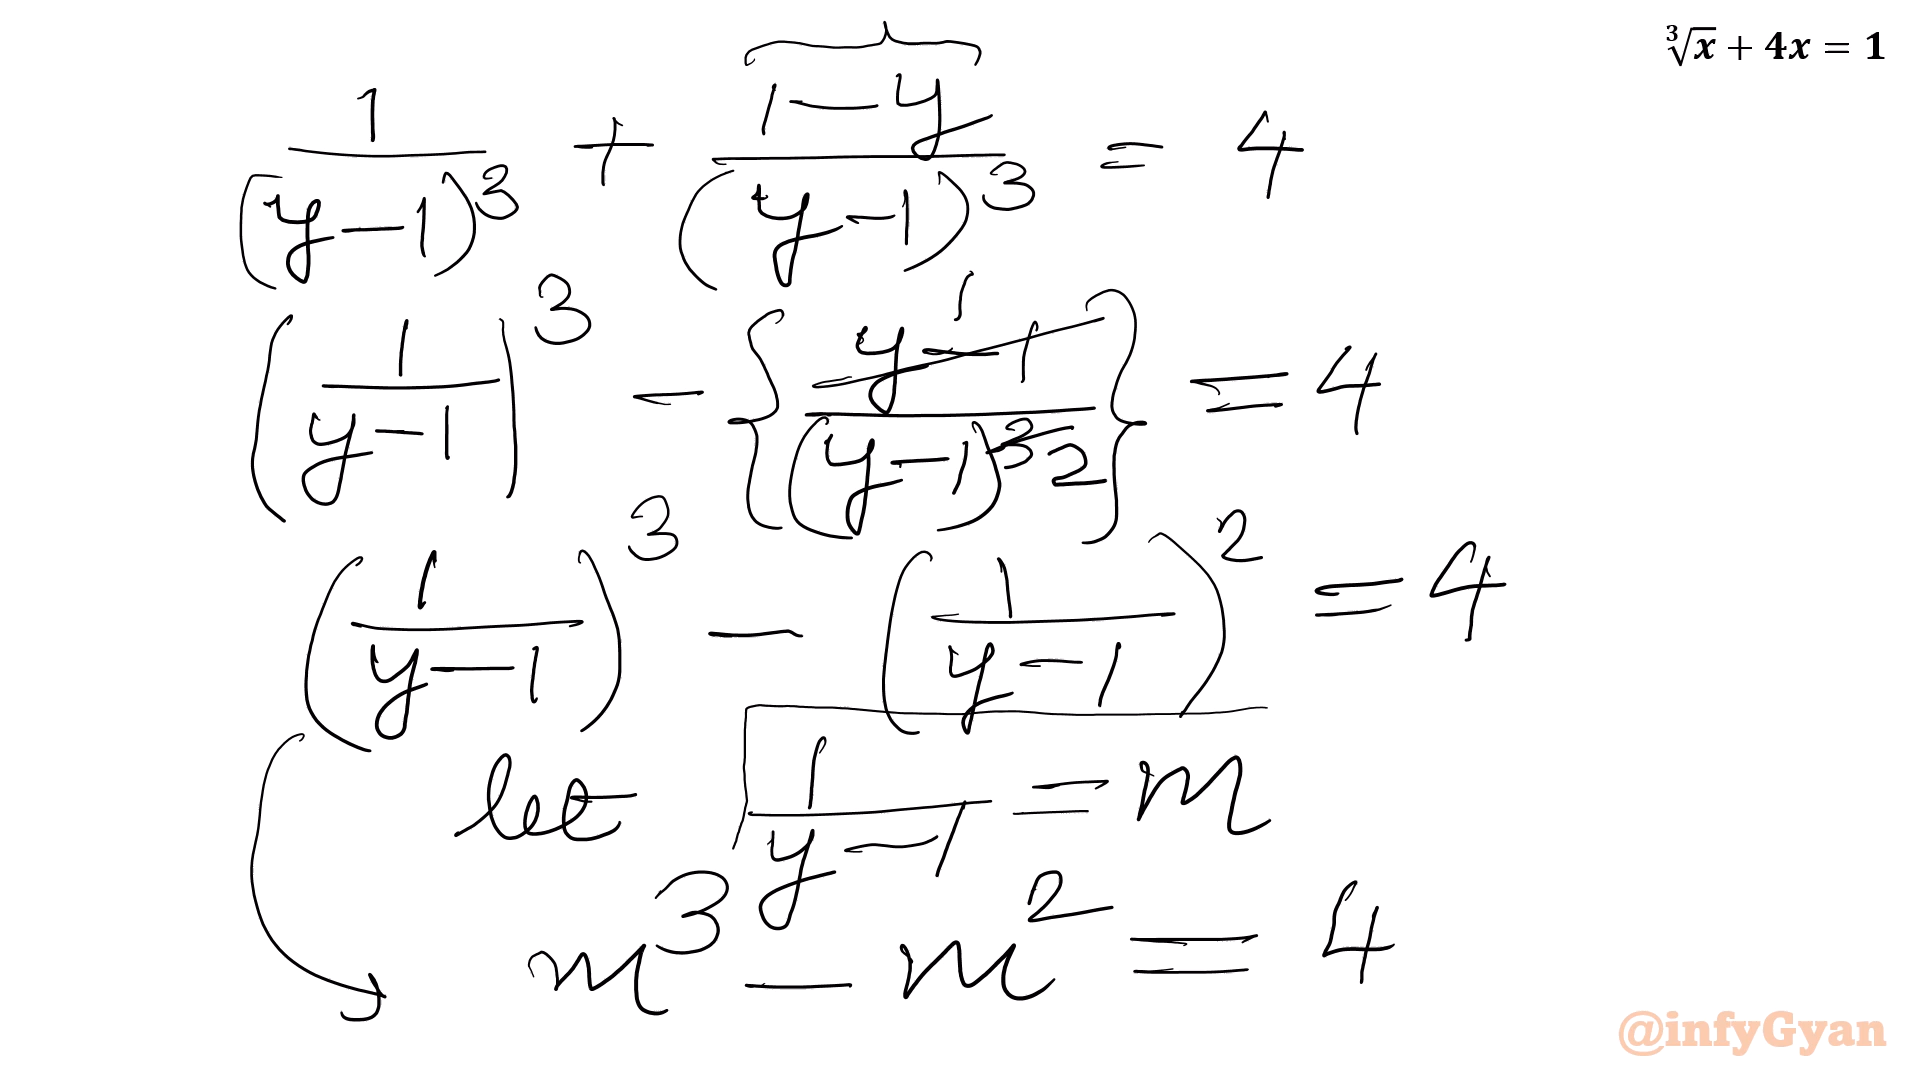 ∛x + 4x = 1
1/(y-1)³ + (1-y)/(y-1)³ = 4
(1/(y-1))³ - {(y-1)¹/(y-1)³ ²} = 4
(1/(y-1))³ - (1/(y-1))² = 4
let 1/(y-1) = m
m³ - m² = 4
@infyGyan